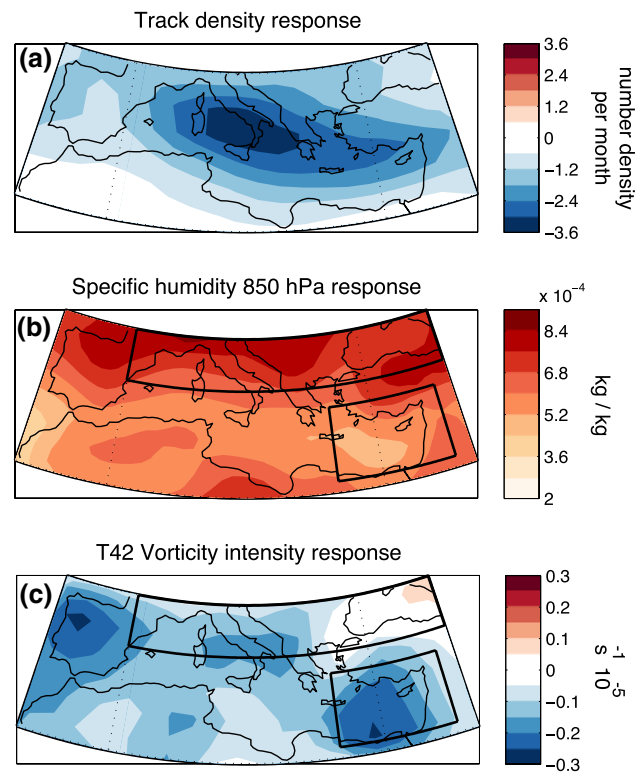 Track density response
(a)
3.6
2.4
1.2
0
−1.2
−2.4
−3.6
number density
per month
Specific humidity 850 hPa response
(b)
x 10⁻⁴
8.4
6.8
5.2
3.6
2
kg / kg
T42 Vorticity intensity response
(c)
0.3
0.2
0.1
0
−0.1
−0.2
−0.3
s⁻¹ 10⁻⁵